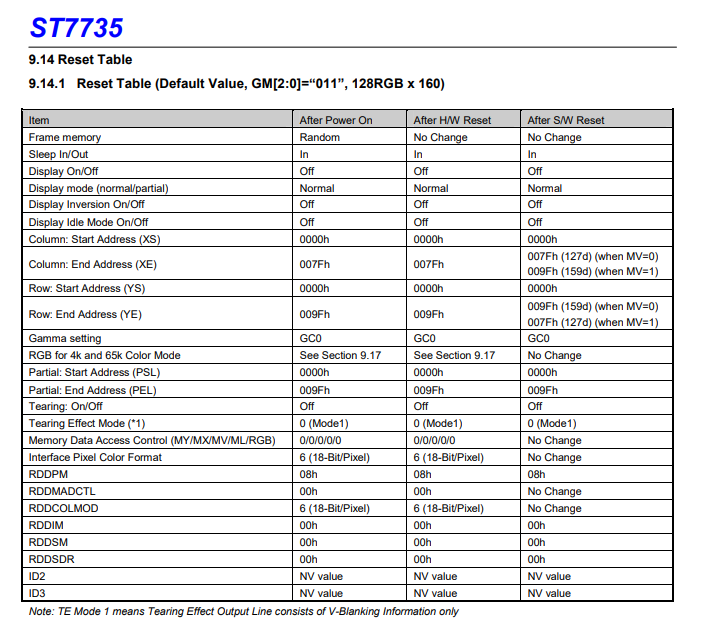 ST7735
9.14 Reset Table
9.14.1 Reset Table (Default Value, GM[2:0]=“011”, 128RGB x 160)
Item After Power On After H/W Reset After S/W Reset
Frame memory Random No Change No Change
Sleep In/Out In In In
Display On/Off Off Off Off
Display mode (normal/partial) Normal Normal Normal
Display Inversion On/Off Off Off Off
Display Idle Mode On/Off Off Off Off
Column: Start Address (XS) 0000h 0000h 0000h
Column: End Address (XE) 007Fh 007Fh 007Fh (127d) (when MV=0)
009Fh (159d) (when MV=1)
Row: Start Address (YS) 0000h 0000h 0000h
Row: End Address (YE) 009Fh 009Fh 009Fh (159d) (when MV=0)
007Fh (127d) (when MV=1)
Gamma setting GC0 GC0 GC0
RGB for 4k and 65k Color Mode See Section 9.17 See Section 9.17 No Change
Partial: Start Address (PSL) 0000h 0000h 0000h
Partial: End Address (PEL) 009Fh 009Fh 009Fh
Tearing: On/Off Off Off Off
Tearing Effect Mode (*1) 0 (Mode1) 0 (Mode1) 0 (Mode1)
Memory Data Access Control (MY/MX/MV/ML/RGB) 0/0/0/0/0 0/0/0/0/0 No Change
Interface Pixel Color Format 6 (18-Bit/Pixel) 6 (18-Bit/Pixel) No Change
RDDPM 08h 08h 08h
RDDMADCTL 00h 00h No Change
RDDCOLMOD 6 (18-Bit/Pixel) 6 (18-Bit/Pixel) No Change
RDDIM 00h 00h 00h
RDDSM 00h 00h 00h
RDDSDR 00h 00h 00h
ID2 NV value NV value NV value
ID3 NV value NV value NV value
Note: TE Mode 1 means Tearing Effect Output Line consists of V-Blanking Information only